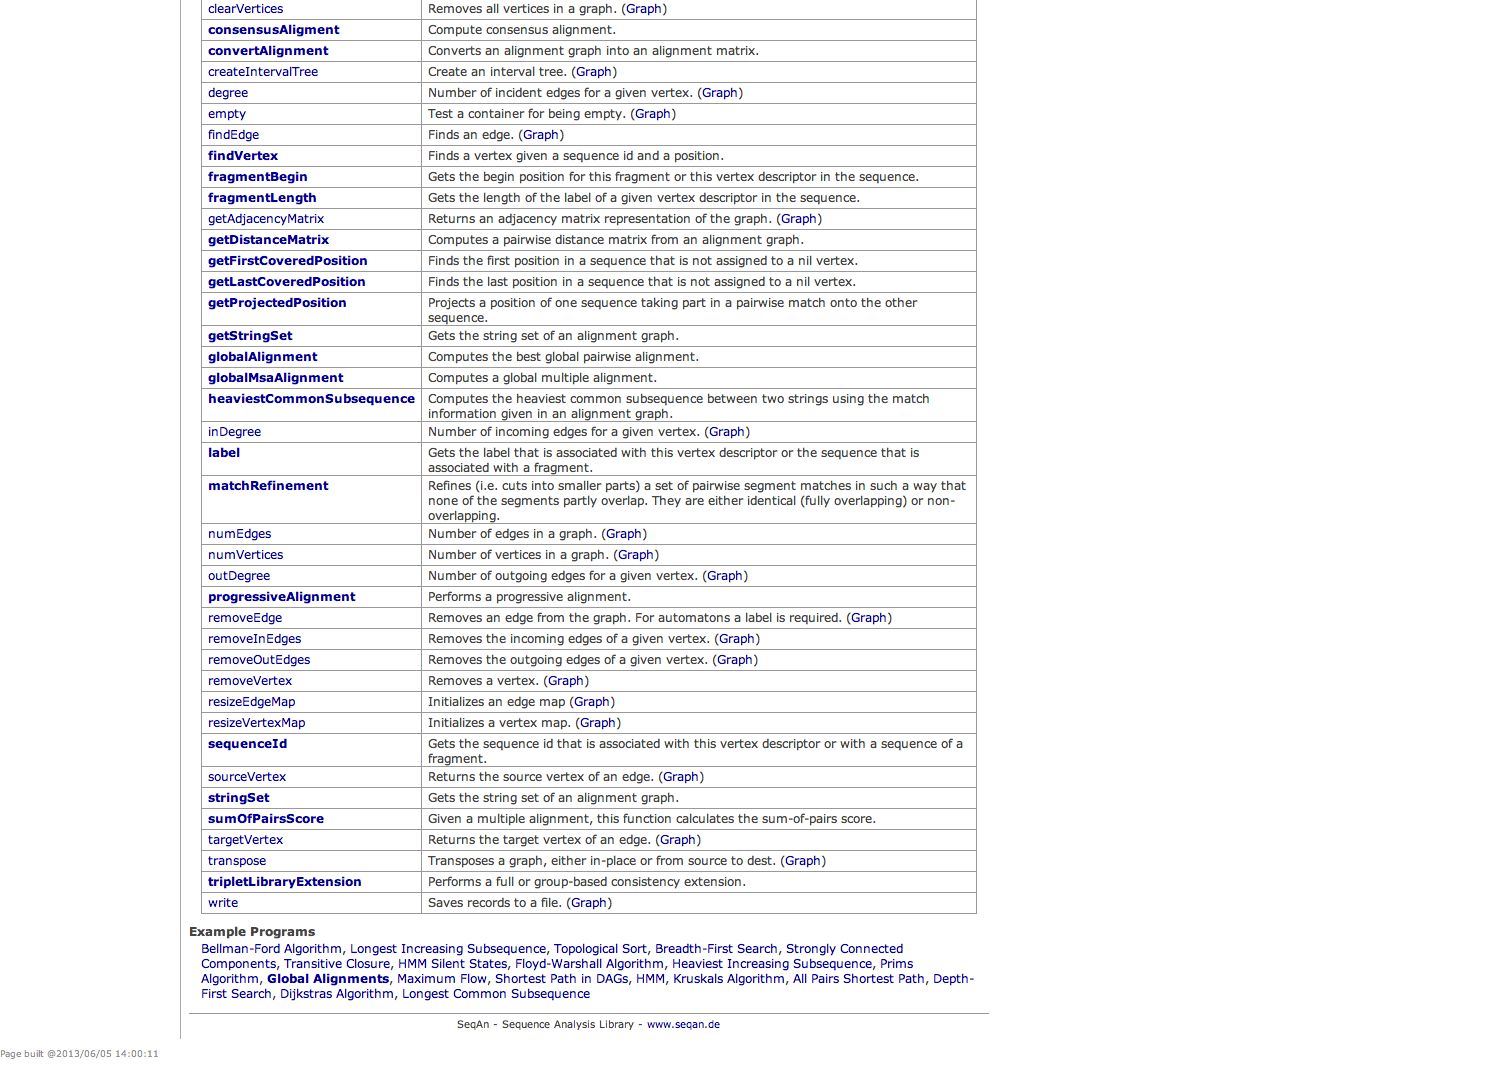 clearVertices Removes all vertices in a graph. (Graph)
consensusAligment Compute consensus alignment.
convertAlignment Converts an alignment graph into an alignment matrix.
createIntervalTree Create an interval tree. (Graph)
degree Number of incident edges for a given vertex. (Graph)
empty Test a container for being empty. (Graph)
findEdge Finds an edge. (Graph)
findVertex Finds a vertex given a sequence id and a position.
fragmentBegin Gets the begin position for this fragment or this vertex descriptor in the sequence.
fragmentLength Gets the length of the label of a given vertex descriptor in the sequence.
getAdjacencyMatrix Returns an adjacency matrix representation of the graph. (Graph)
getDistanceMatrix Computes a pairwise distance matrix from an alignment graph.
getFirstCoveredPosition Finds the first position in a sequence that is not assigned to a nil vertex.
getLastCoveredPosition Finds the last position in a sequence that is not assigned to a nil vertex.
getProjectedPosition Projects a position of one sequence taking part in a pairwise match onto the other
sequence.
getStringSet Gets the string set of an alignment graph.
globalAlignment Computes the best global pairwise alignment.
globalMsaAlignment Computes a global multiple alignment.
heaviestCommonSubsequence Computes the heaviest common subsequence between two strings using the match
information given in an alignment graph.
inDegree Number of incoming edges for a given vertex. (Graph)
label Gets the label that is associated with this vertex descriptor or the sequence that is
associated with a fragment.
matchRefinement Refines (i.e. cuts into smaller parts) a set of pairwise segment matches in such a way that
none of the segments partly overlap. They are either identical (fully overlapping) or non-
overlapping.
numEdges Number of edges in a graph. (Graph)
numVertices Number of vertices in a graph. (Graph)
outDegree Number of outgoing edges for a given vertex. (Graph)
progressiveAlignment Performs a progressive alignment.
removeEdge Removes an edge from the graph. For automatons a label is required. (Graph)
removeInEdges Removes the incoming edges of a given vertex. (Graph)
removeOutEdges Removes the outgoing edges of a given vertex. (Graph)
removeVertex Removes a vertex. (Graph)
resizeEdgeMap Initializes an edge map (Graph)
resizeVertexMap Initializes a vertex map. (Graph)
sequenceId Gets the sequence id that is associated with this vertex descriptor or with a sequence of a
fragment.
sourceVertex Returns the source vertex of an edge. (Graph)
stringSet Gets the string set of an alignment graph.
sumOfPairsScore Given a multiple alignment, this function calculates the sum-of-pairs score.
targetVertex Returns the target vertex of an edge. (Graph)
transpose Transposes a graph, either in-place or from source to dest. (Graph)
tripletLibraryExtension Performs a full or group-based consistency extension.
write Saves records to a file. (Graph)
Example Programs
Bellman-Ford Algorithm, Longest Increasing Subsequence, Topological Sort, Breadth-First Search, Strongly Connected
Components, Transitive Closure, HMM Silent States, Floyd-Warshall Algorithm, Heaviest Increasing Subsequence, Prims
Algorithm, Global Alignments, Maximum Flow, Shortest Path in DAGs, HMM, Kruskals Algorithm, All Pairs Shortest Path, Depth-
First Search, Dijkstras Algorithm, Longest Common Subsequence
SeqAn - Sequence Analysis Library - www.seqan.de
Page built @2013/06/05 14:00:11